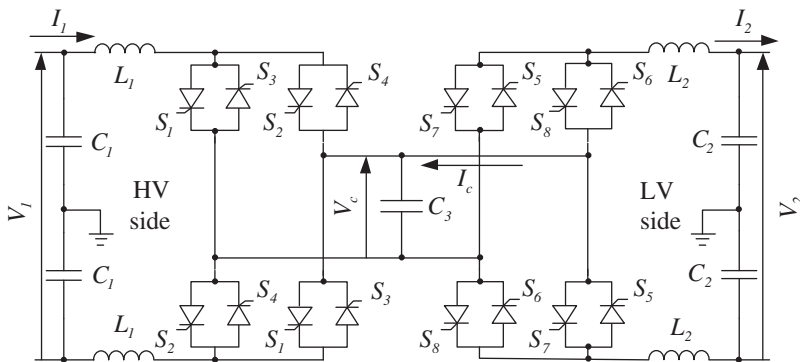 I1
I2
L1
S3
S4
S5
S6
L2
S1
S2
S7
S8
C1
C2
V1
HV
side
Vc
C3
Ic
LV
side
V2
C1
C2
S4
S3
S6
S5
L1
S2
S1
S8
S7
L2